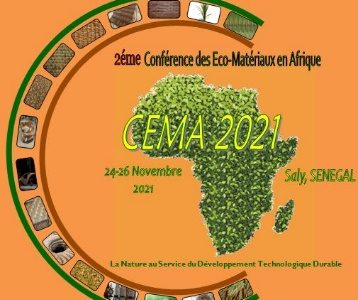 2éme Conférence des Eco-Matériaux en Afrique
CEMA 2021
24-26 Novembre
2021
Saly, SENEGAL
La Nature au Service du Développement Technologique Durable